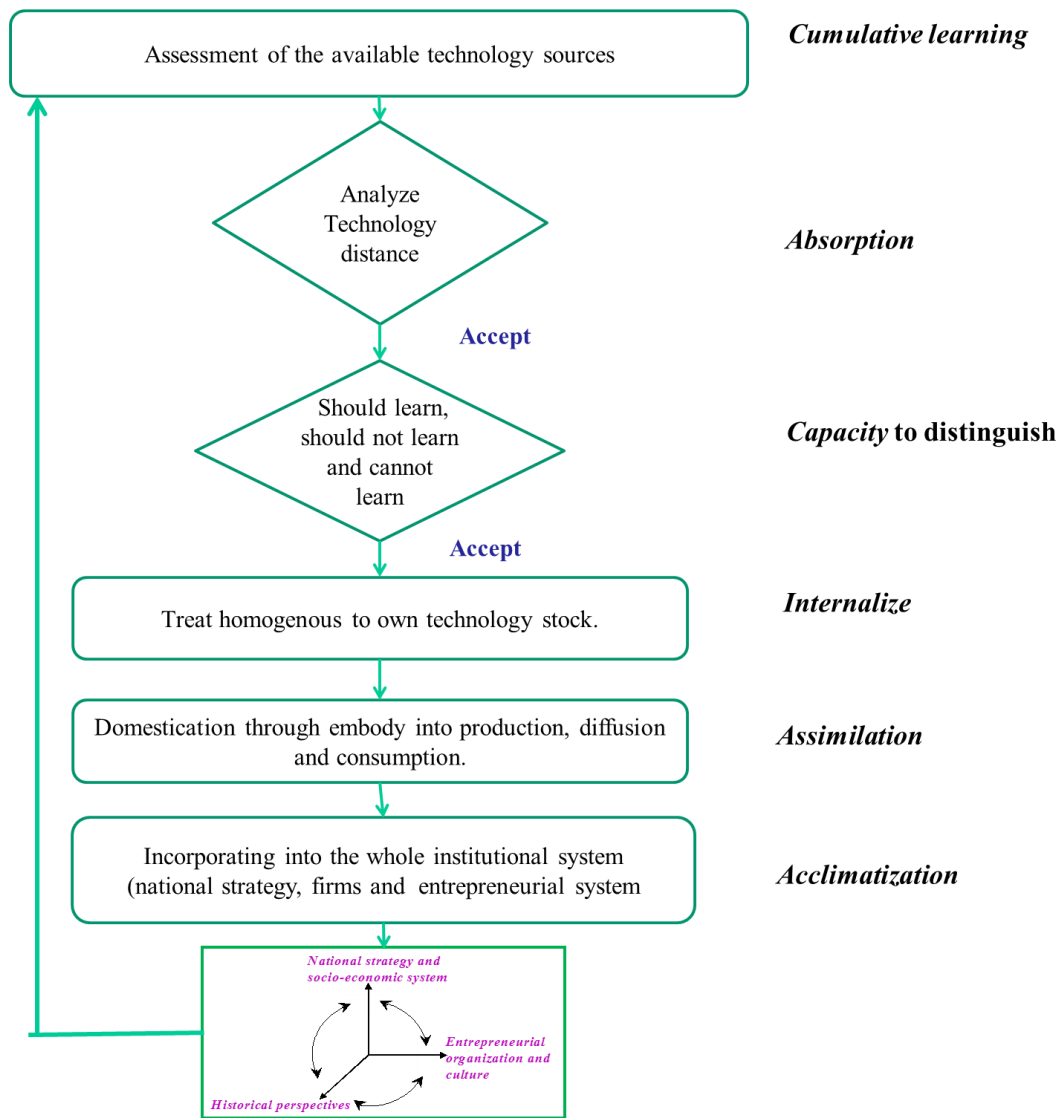 Assessment of the available technology sources
Cumulative learning
Analyze
Technology
distance
Absorption
Accept
Should learn,
should not learn
and cannot
learn
Capacity to distinguish
Accept
Treat homogenous to own technology stock.
Internalize
Domestication through embody into production, diffusion
and consumption.
Assimilation
Incorporating into the whole institutional system
(national strategy, firms and entrepreneurial system
Acclimatization
National strategy and
socio-economic system
Entrepreneurial
organization and
culture
Historical perspectives